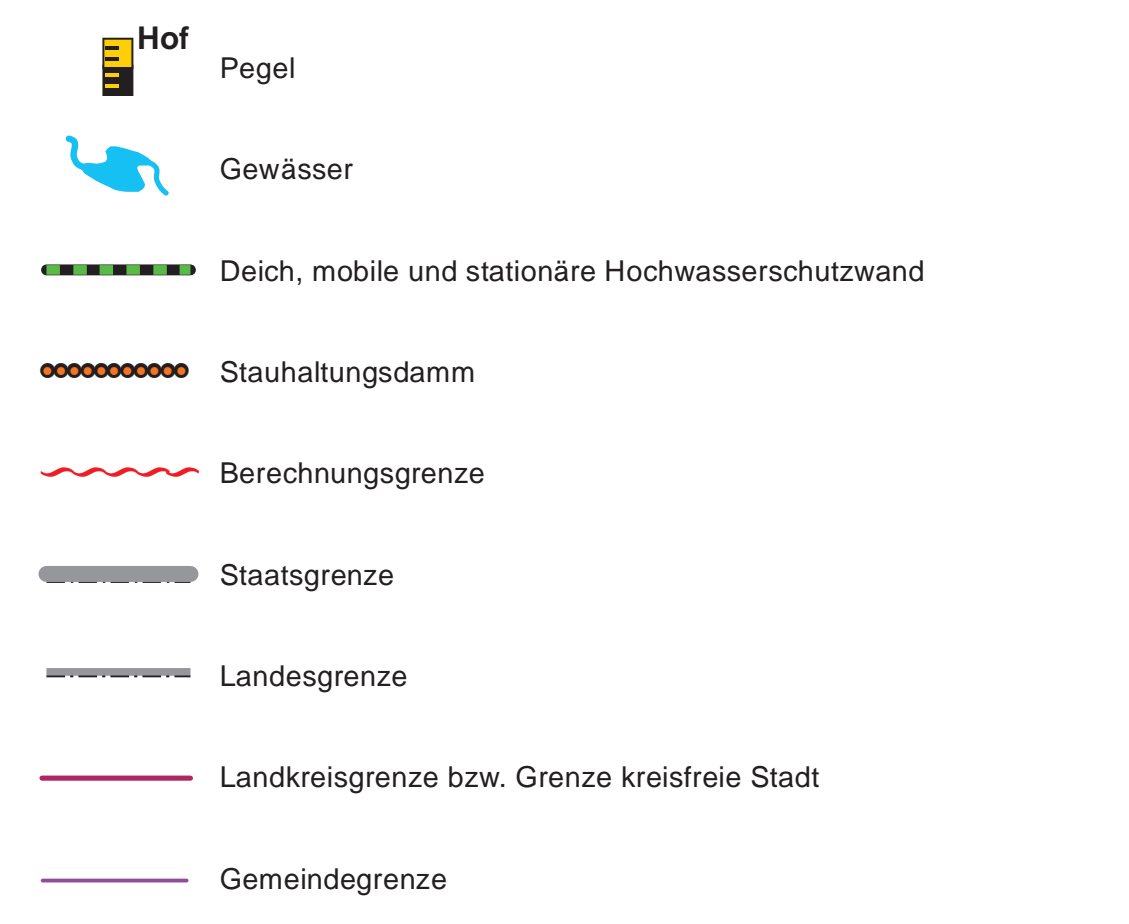 Hof
Pegel
Gewässer
Deich, mobile und stationäre Hochwasserschutzwand
Stauhaltungsdamm
Berechnungsgrenze
Staatsgrenze
Landesgrenze
Landkreisgrenze bzw. Grenze kreisfreie Stadt
Gemeindegrenze